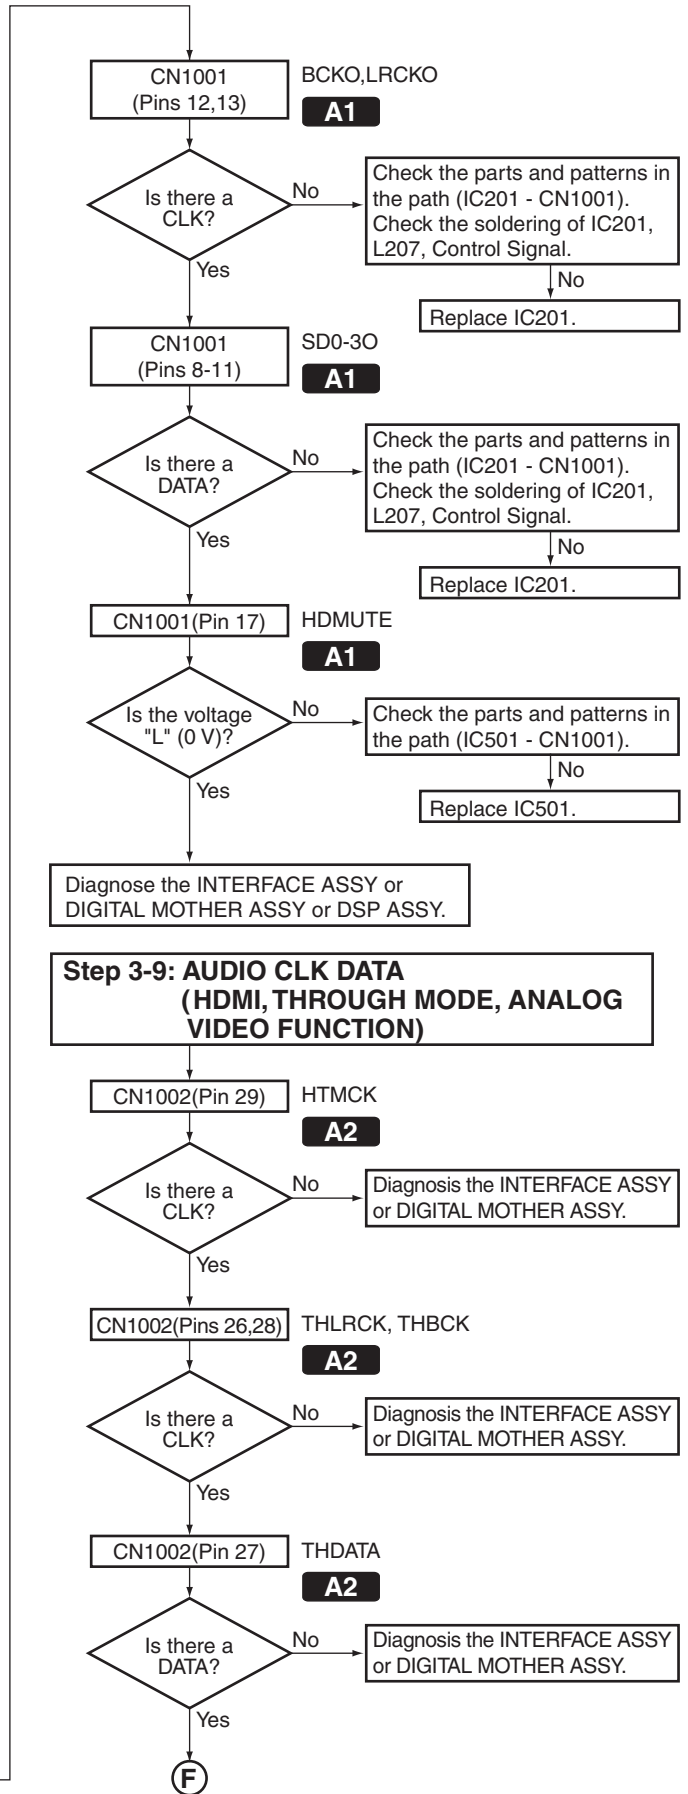 CN1001
(Pins 12,13)
BCKO,LRCKO
A1
Is there a
CLK?
No
Check the parts and patterns in
the path (IC201 - CN1001).
Check the soldering of IC201,
L207, Control Signal.
No
Replace IC201.
Yes
CN1001
(Pins 8-11)
SD0-3O
A1
Is there a
DATA?
No
Check the parts and patterns in
the path (IC201 - CN1001).
Check the soldering of IC201,
L207, Control Signal.
No
Replace IC201.
Yes
CN1001(Pin 17)
HDMUTE
A1
Is the voltage
"L" (0 V)?
No
Check the parts and patterns in
the path (IC501 - CN1001).
No
Replace IC501.
Yes
Diagnose the INTERFACE ASSY or
DIGITAL MOTHER ASSY or DSP ASSY.
Step 3-9: AUDIO CLK DATA
(HDMI, THROUGH MODE, ANALOG
VIDEO FUNCTION)
CN1002(Pin 29)
HTMCK
A2
Is there a
CLK?
No
Diagnosis the INTERFACE ASSY
or DIGITAL MOTHER ASSY.
Yes
CN1002(Pins 26,28)
THLRCK, THBCK
A2
Is there a
CLK?
No
Diagnosis the INTERFACE ASSY
or DIGITAL MOTHER ASSY.
Yes
CN1002(Pin 27)
THDATA
A2
Is there a
DATA?
No
Diagnosis the INTERFACE ASSY
or DIGITAL MOTHER ASSY.
Yes
F